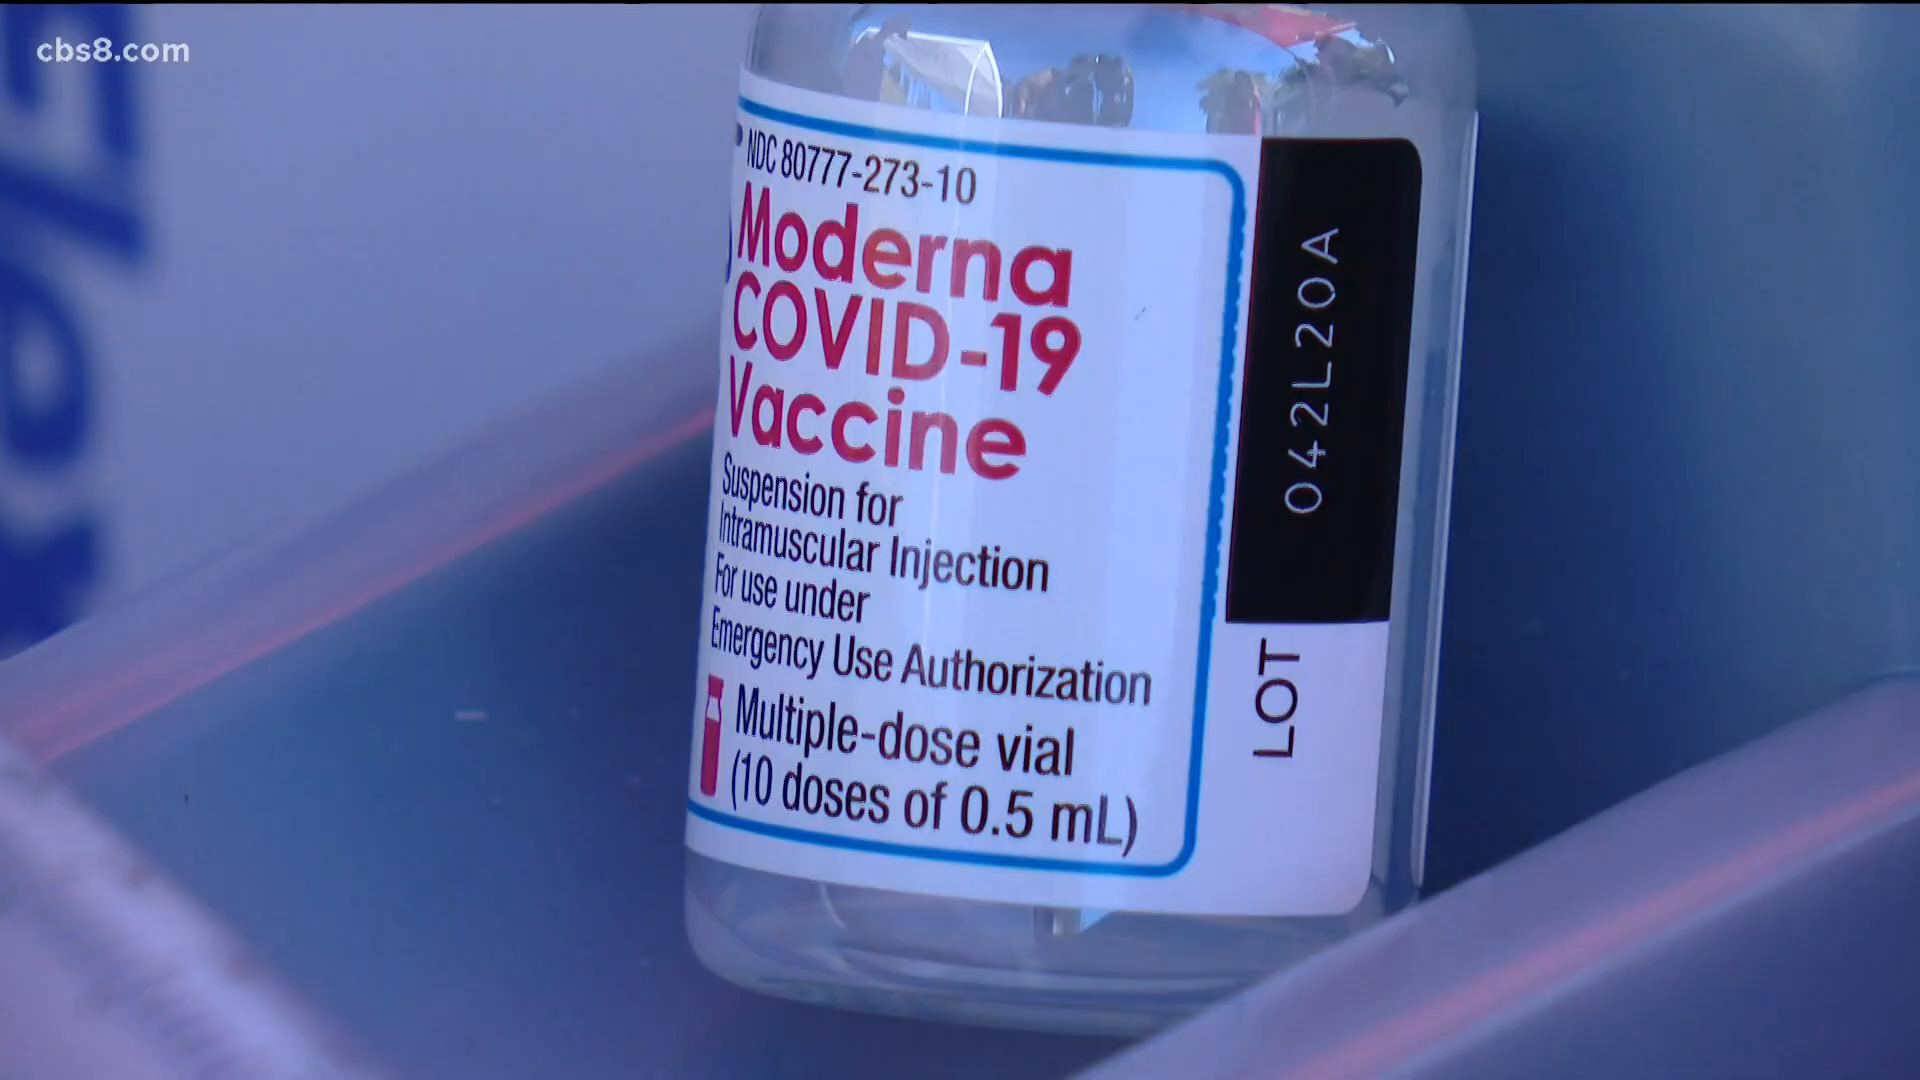 cbs8.com
NDC 80777-273-10
Moderna
COVID-19
Vaccine
Suspension for
Intramuscular Injection
For use under
Emergency Use Authorization
Multiple-dose vial
(10 doses of 0.5 mL)
LOT
042L20A